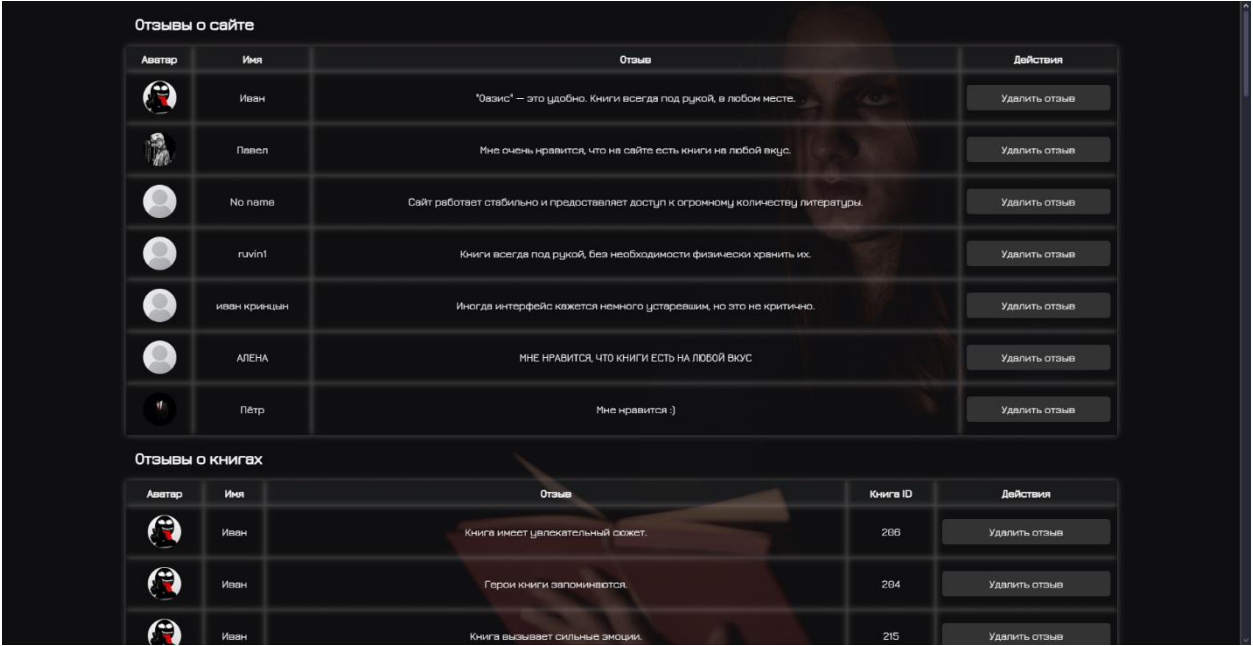 Отзывы о сайте
Аватар Имя Отзыв Действия
Иван "Оазис" — это удобно. Книги всегда под рукой, в любом месте. Удалить отзыв
Павел Мне очень нравится, что на сайте есть книги на любой вкус. Удалить отзыв
No name Сайт работает стабильно и предоставляет доступ к огромному количеству литературы. Удалить отзыв
ruvin1 Книги всегда под рукой, без необходимости физически хранить их. Удалить отзыв
иван кринцын Иногда интерфейс кажется немного устаревшим, но это не критично. Удалить отзыв
АЛЕНА МНЕ НРАВИТСЯ, ЧТО КНИГИ ЕСТЬ НА ЛЮБОЙ ВКУС Удалить отзыв
Пётр Мне нравится :) Удалить отзыв
Отзывы о книгах
Аватар Имя Отзыв Книга ID Действия
Иван Книга имеет увлекательный сюжет. 206 Удалить отзыв
Иван Герои книги запоминаются. 204 Удалить отзыв
Иван Книга вызывает сильные эмоции. 215 Удалить отзыв